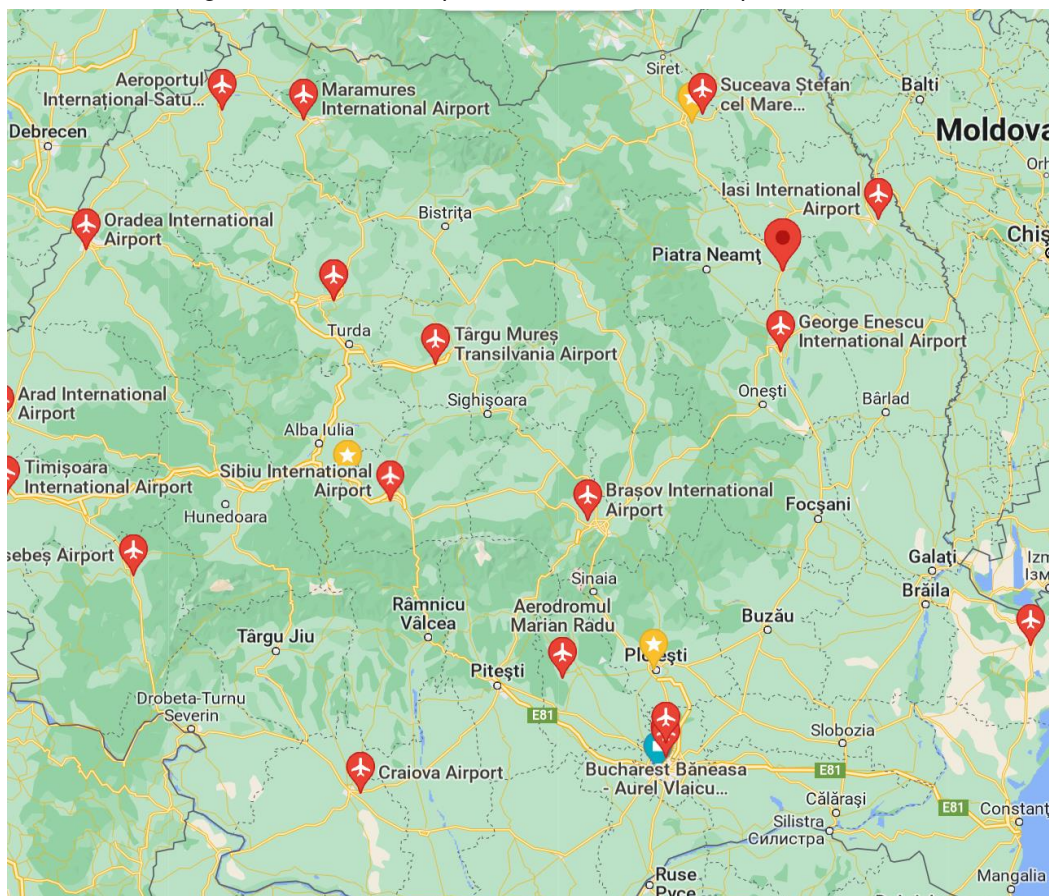 Siret
Aeroportul
Internațional Satu...
Maramures
International Airport
Suceava Ștefan
cel Mare...
Balti
Debrecen
Moldova
Iasi International
Airport
Oradea International
Airport
Bistrița
Piatra Neamț
Turda
Târgu Mureș
Transilvania Airport
George Enescu
International Airport
Arad International
Airport
Sighișoara
Onești
Bârlad
Alba Iulia
Timișoara
International Airport
Sibiu International
Airport
Brașov International
Airport
Hunedoara
Focșani
sebeș Airport
Galați
Izm
Ізм
Sinaia
Brăila
Aerodromul
Marian Radu
Râmnicu
Vâlcea
Buzău
Târgu Jiu
Ploiești
Pitești
Drobeta-Turnu
Severin
E81
Slobozia
Craiova Airport
Bucharest Băneasa
- Aurel Vlaicu...
E81
E81
Călărași
Constanț
Silistra
Силистра
Ruse
Русе
Mangalia